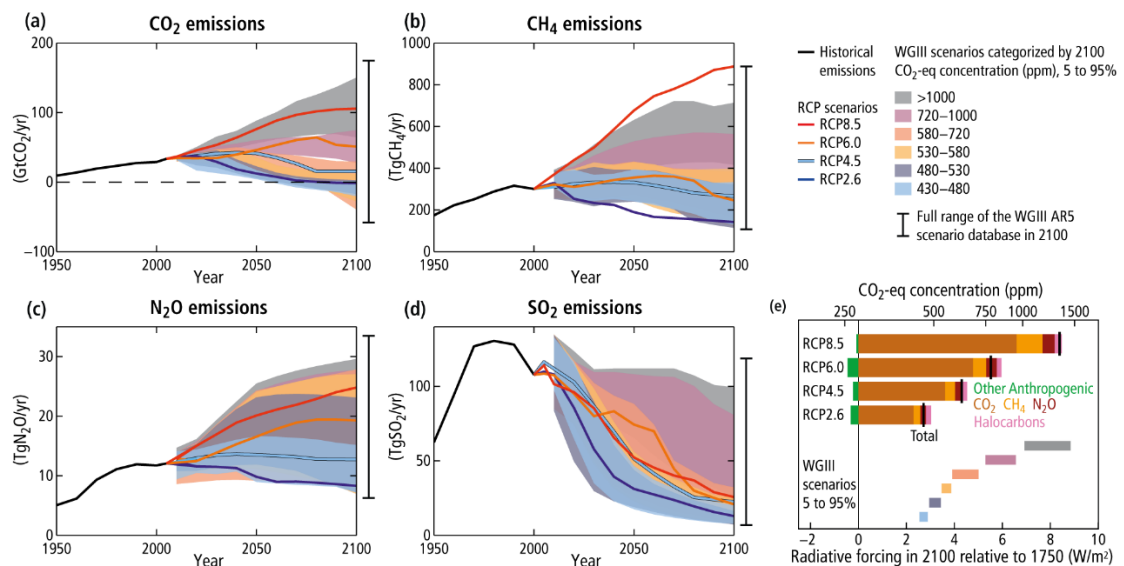 (a) CO2 emissions
200
100
0
−100
(GtCO2/yr)
1950 2000 2050 2100
Year
(b) CH4 emissions
1000
800
600
400
200
0
(TgCH4/yr)
1950 2000 2050 2100
Year
Historical emissions
RCP scenarios
RCP8.5
RCP6.0
RCP4.5
RCP2.6
WGIII scenarios categorized by 2100
CO2-eq concentration (ppm), 5 to 95%
>1000
720–1000
580–720
530–580
480–530
430–480
Full range of the WGIII AR5
scenario database in 2100
(c) N2O emissions
30
20
10
0
(TgN2O/yr)
1950 2000 2050 2100
Year
(d) SO2 emissions
100
50
0
(TgSO2/yr)
1950 2000 2050 2100
Year
(e)
CO2-eq concentration (ppm)
250 500 750 1000 1500
RCP8.5
RCP6.0
RCP4.5
RCP2.6
Other Anthropogenic
CO2 CH4 N2O
Halocarbons
Total
WGIII
scenarios
5 to 95%
−2 0 2 4 6 8 10
Radiative forcing in 2100 relative to 1750 (W/m²)